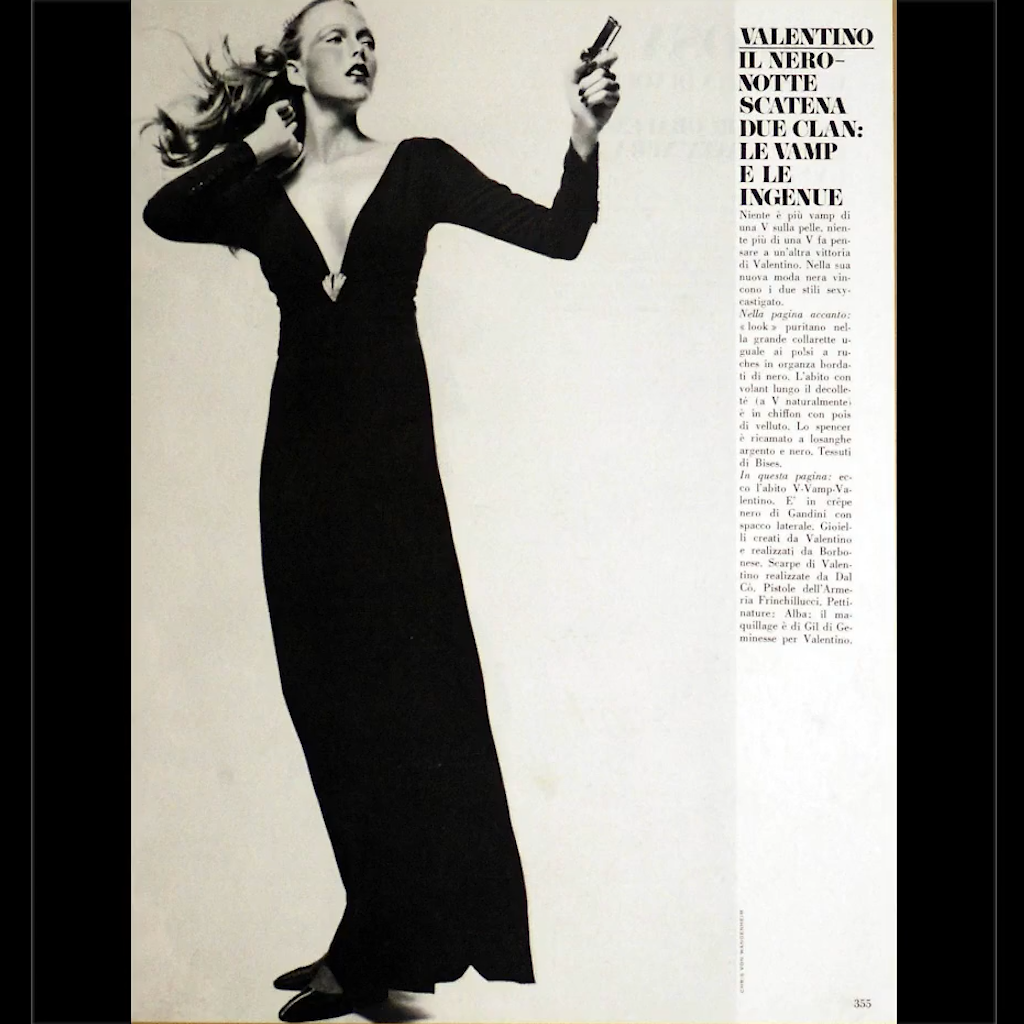 VALENTINO
IL NERO-
NOTTE
SCATENA
DUE CLAN:
LE VAMP
E LE
INGENUE
Niente è più vamp di
una V sulla pelle, nien-
te più di una V fa pen-
sare a un'altra vittoria
di Valentino. Nella sua
nuova moda nera vin-
cono i due stili sexy-
castigato.
Nella pagina accanto:
« look » puritano nel-
la grande collarette u-
guale ai polsi a ru-
ches in organza borda-
ti di nero. L'abito con
volant lungo il decolle-
té (a V naturalmente)
è in chiffon con pois
di velluto. Lo spencer
è ricamato a losanghe
argento e nero. Tessuti
di Bises.
In questa pagina: ec-
co l'abito V-Vamp-Va-
lentino. E' in crêpe
nero di Gandini con
spacco laterale. Gioiel-
li creati da Valentino
e realizzati da Borbo-
nese. Scarpe di Valen-
tino realizzate da Dal
Cò. Pistole dell'Arme-
ria Frinchillucci. Petti-
nature: Alba; il ma-
quillage è di Gil di Ge-
minesse per Valentino.
CHRIS VON WANGENHEIM
355